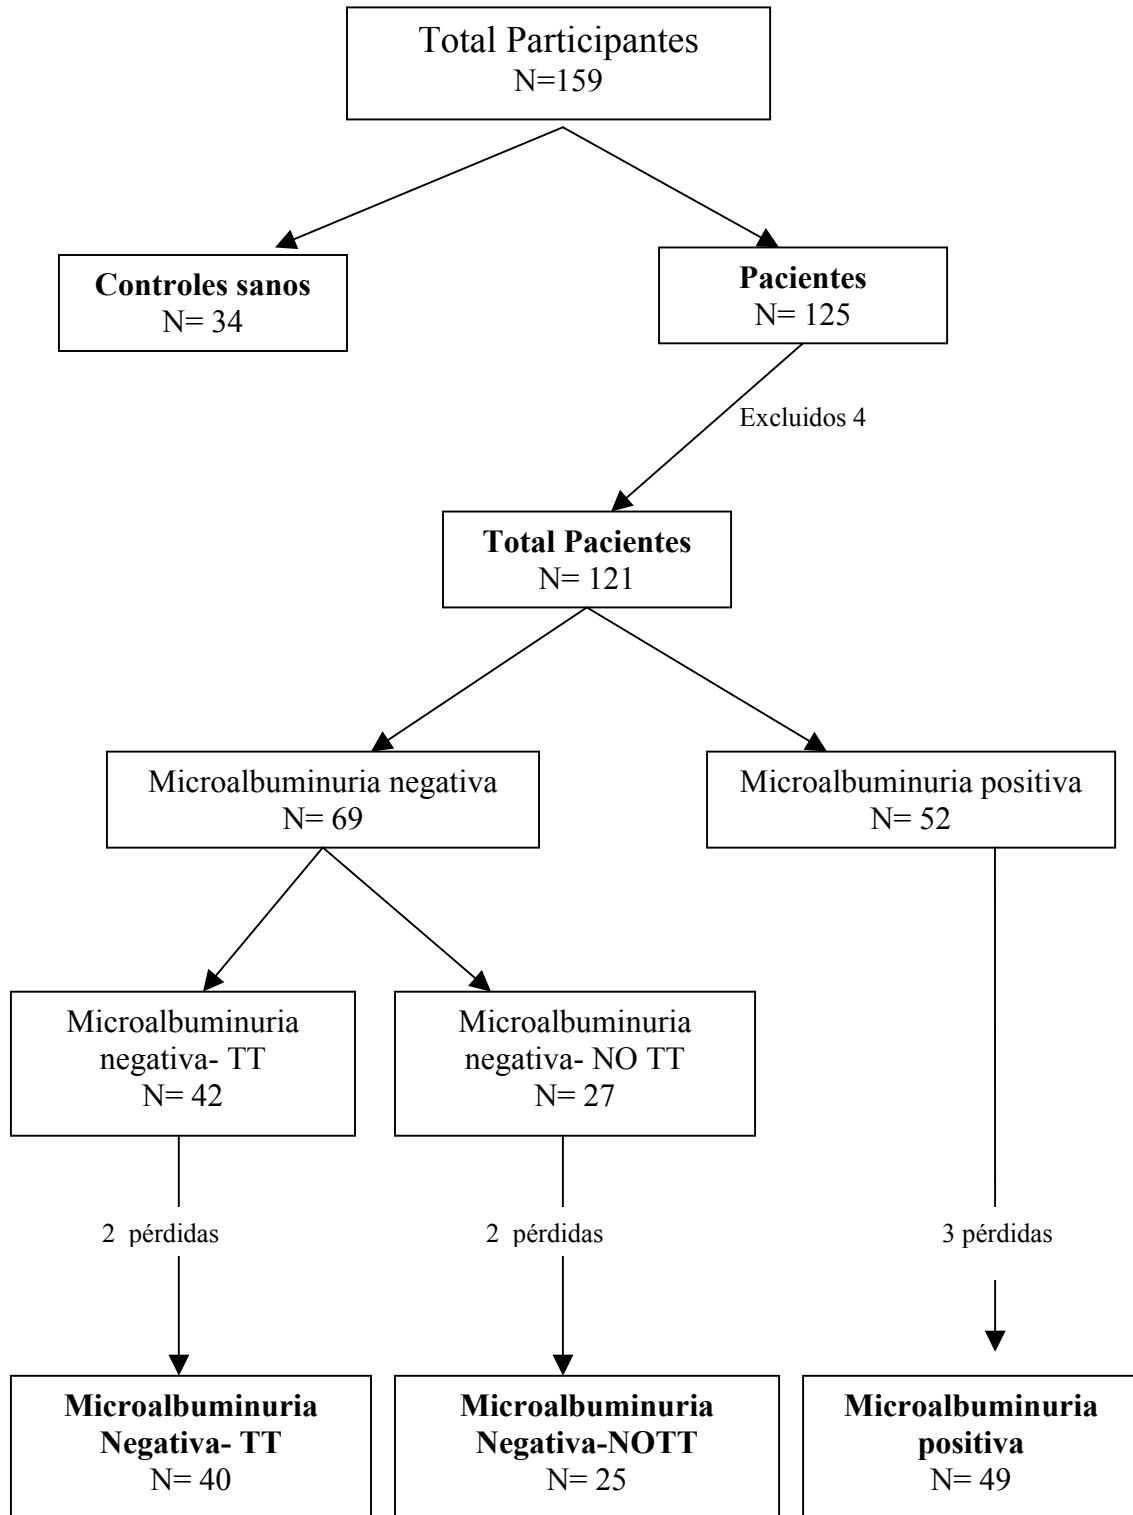 Total Participantes
N=159
Controles sanos
N= 34
Pacientes
N= 125
Excluidos 4
Total Pacientes
N= 121
Microalbuminuria negativa
N= 69
Microalbuminuria positiva
N= 52
Microalbuminuria
negativa- TT
N= 42
Microalbuminuria
negativa- NO TT
N= 27
2 pérdidas
2 pérdidas
3 pérdidas
Microalbuminuria
Negativa- TT
N= 40
Microalbuminuria
Negativa-NOTT
N= 25
Microalbuminuria
positiva
N= 49